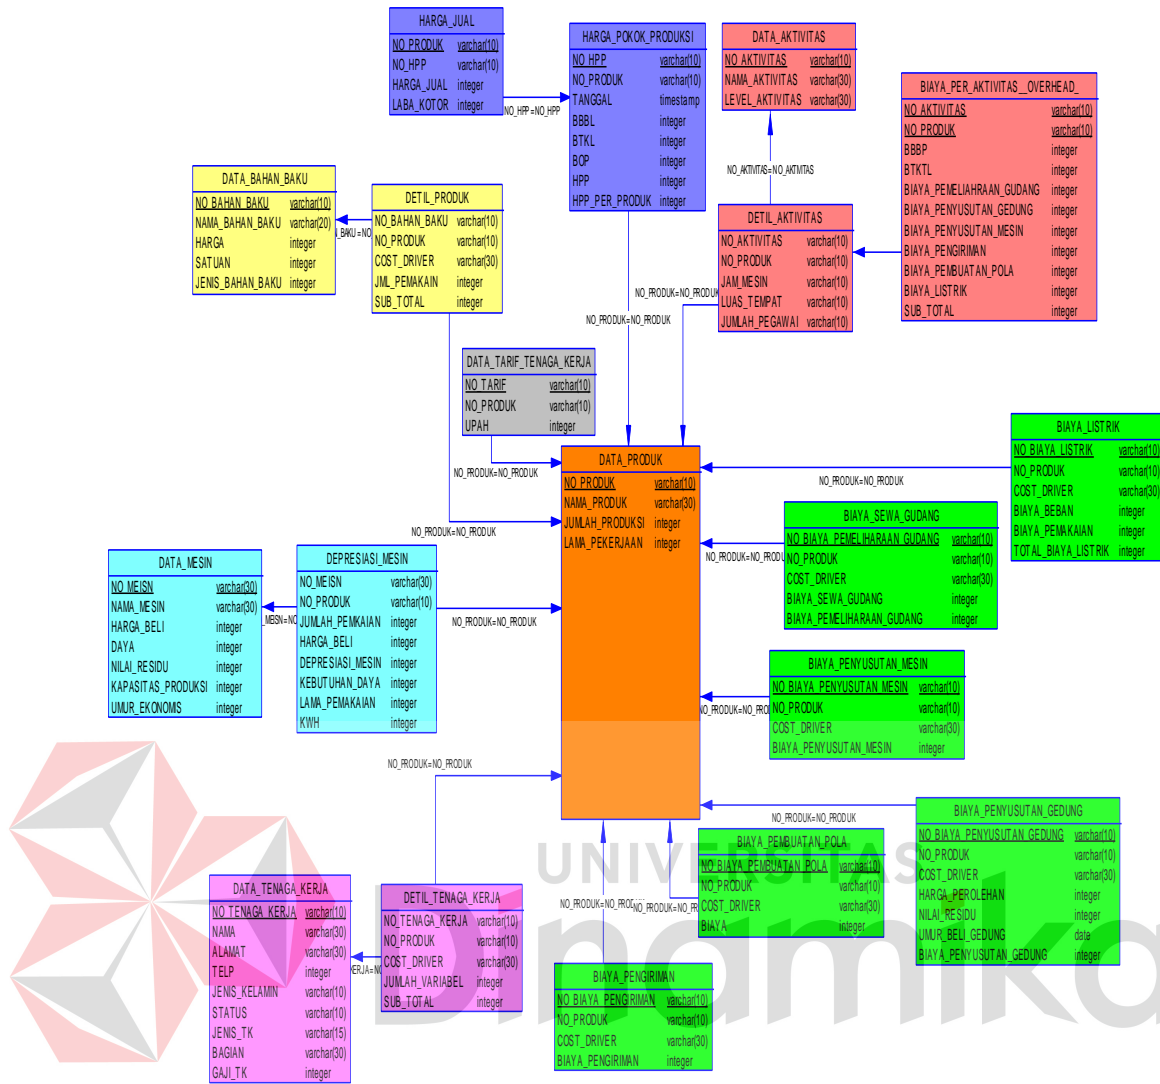 HARGA_JUAL
NO_PRODUK varchar(10)
NO_HPP varchar(10)
HARGA_JUAL integer
LABA_KOTOR integer
NO_HPP=NO_HPP
HARGA_POKOK_PRODUKSI
NO_HPP varchar(10)
NO_PRODUK varchar(10)
TANGGAL timestamp
BBBL integer
BTKL integer
BOP integer
HPP integer
HPP_PER_PRODUK integer
DATA_AKTIVITAS
NO_AKTIVITAS varchar(10)
NAMA_AKTIVITAS varchar(30)
LEVEL_AKTIVITAS varchar(30)
BIAYA_PER_AKTIVITAS__OVERHEAD_
NO_AKTIVITAS varchar(10)
NO_PRODUK varchar(10)
BBBP integer
BTKTL integer
BIAYA_PEMELIAHRAAN_GUDANG integer
BIAYA_PENYUSUTAN_GEDUNG integer
BIAYA_PENYUSUTAN_MESIN integer
BIAYA_PENGIRIMAN integer
BIAYA_PEMBUATAN_POLA integer
BIAYA_LISTRIK integer
SUB_TOTAL integer
NO_AKTIVITAS=NO_AKTIVITAS
DATA_BAHAN_BAKU
NO_BAHAN_BAKU varchar(10)
NAMA_BAHAN_BAKU varchar(20)
HARGA integer
SATUAN integer
JENIS_BAHAN_BAKU integer
_BAKU=NO
DETIL_PRODUK
NO_BAHAN_BAKU varchar(10)
NO_PRODUK varchar(10)
COST_DRIVER varchar(30)
JML_PEMAKAIN integer
SUB_TOTAL integer
DETIL_AKTIVITAS
NO_AKTIVITAS varchar(10)
NO_PRODUK varchar(10)
JAM_MESIN varchar(10)
LUAS_TEMPAT varchar(10)
JUMLAH_PEGAWAI varchar(10)
NO_PRODUK=NO_PRODUK
NO_PRODUK=NO_PRODUK
DATA_TARIF_TENAGA_KERJA
NO_TARIF varchar(10)
NO_PRODUK varchar(10)
UPAH integer
NO_PRODUK=NO_PRODUK
DATA_PRODUK
NO_PRODUK varchar(10)
NAMA_PRODUK varchar(30)
JUMLAH_PRODUKSI integer
LAMA_PEKERJAAN integer
BIAYA_LISTRIK
NO_BIAYA_LISTRIK varchar(10)
NO_PRODUK varchar(10)
COST_DRIVER varchar(30)
BIAYA_BEBAN integer
BIAYA_PEMAKAIAN integer
TOTAL_BIAYA_LISTRIK integer
NO_PRODUK=NO_PRODUK
NO_PRODUK=NO_PRODUK
BIAYA_SEWA_GUDANG
NO_BIAYA_PEMELIHARAAN_GUDANG varchar(10)
NO_PRODUK varchar(10)
COST_DRIVER varchar(30)
BIAYA_SEWA_GUDANG integer
BIAYA_PEMELIHARAAN_GUDANG integer
NO_PRODUK=NO_PRODU
DATA_MESIN
NO_MEISN varchar(30)
NAMA_MESIN varchar(30)
HARGA_BELI integer
DAYA integer
NILAI_RESIDU integer
KAPASITAS_PRODUKSI integer
UMUR_EKONOMIS integer
_MEISN=NO
DEPRESIASI_MESIN
NO_MEISN varchar(30)
NO_PRODUK varchar(10)
JUMLAH_PEMKAIAN integer
HARGA_BELI integer
DEPRESIASI_MESIN integer
KEBUTUHAN_DAYA integer
LAMA_PEMAKAIAN integer
KWH integer
NO_PRODUK=NO_PRODUK
BIAYA_PENYUSUTAN_MESIN
NO_BIAYA_PENYUSUTAN_MESIN varchar(10)
NO_PRODUK varchar(10)
COST_DRIVER varchar(30)
BIAYA_PENYUSUTAN_MESIN integer
NO_PRODUK=NO_PRO
NO_PRODUK=NO_PRODUK
BIAYA_PENYUSUTAN_GEDUNG
NO_BIAYA_PENYUSUTAN_GEDUNG varchar(10)
NO_PRODUK varchar(10)
COST_DRIVER varchar(30)
HARGA_PEROLEHAN integer
NILAI_RESIDU integer
UMUR_BELI_GEDUNG date
BIAYA_PENYUSUTAN_GEDUNG integer
NO_PRODUK=NO_PRODUK
BIAYA_PEMBUATAN_POLA
NO_BIAYA_PEMBUATAN_POLA varchar(10)
NO_PRODUK varchar(10)
COST_DRIVER varchar(30)
BIAYA integer
NO_PRODUK=NO_PR
DATA_TENAGA_KERJA
NO_TENAGA_KERJA varchar(10)
NAMA varchar(30)
ALAMAT varchar(30)
TELP integer
JENIS_KELAMIN varchar(10)
STATUS varchar(10)
JENIS_TK varchar(15)
BAGIAN varchar(30)
GAJI_TK integer
KERJA=NO
DETIL_TENAGA_KERJA
NO_TENAGA_KERJA varchar(10)
NO_PRODUK varchar(10)
COST_DRIVER varchar(30)
JUMLAH_VARIABEL integer
SUB_TOTAL integer
BIAYA_PENGIRIMAN
NO_BIAYA_PENGIRIMAN varchar(10)
NO_PRODUK varchar(10)
COST_DRIVER varchar(30)
BIAYA_PENGIRIMAN integer
UNIVERSITAS
Dinamika